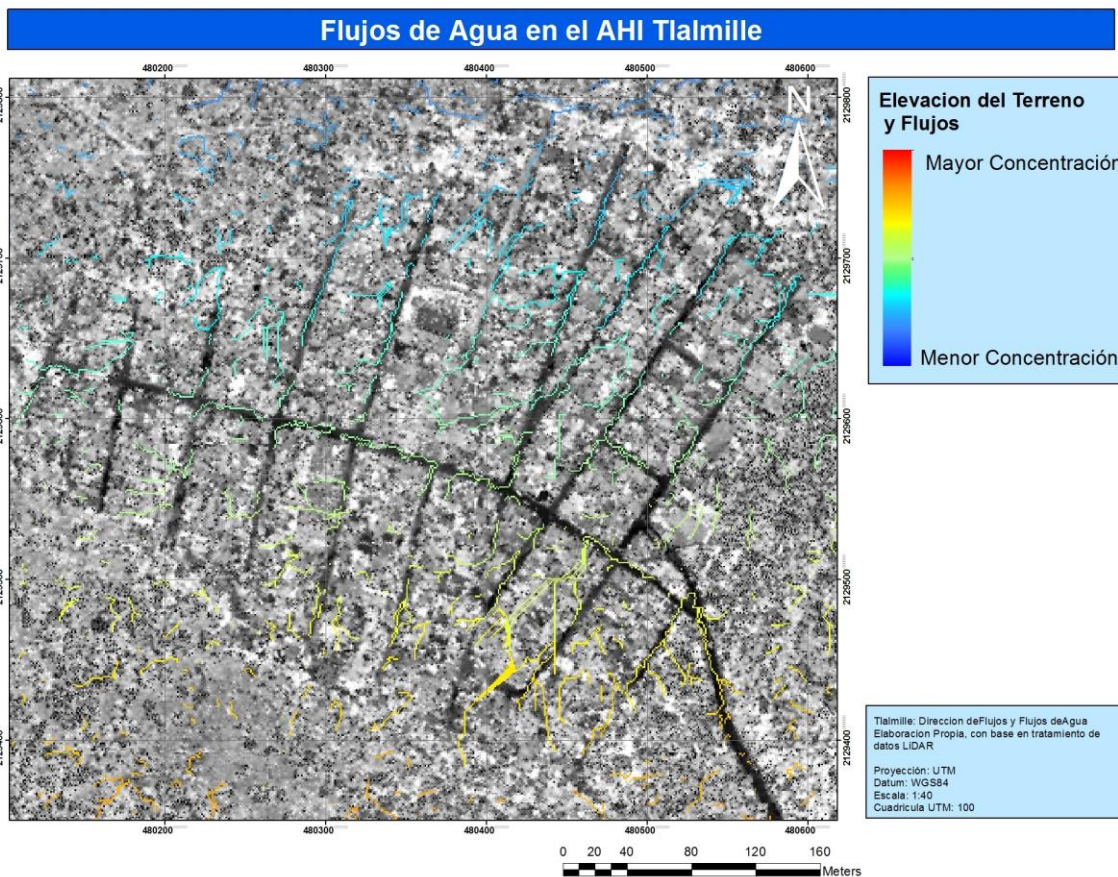 Flujos de Agua en el AHI Tlalmille
480200 480300 480400 480500 480600
Elevacion del Terreno
y Flujos
Mayor Concentración
Menor Concentración
N
2129800
2129700
2129600
2129500
2129400
480200 480300 480400 480500 480600
Tlalmille: Direccion deFlujos y Flujos deAgua
Elaboracion Propia, con base en tratamiento de
datos LiDAR
Proyección: UTM
Datum: WGS84
Escala: 1:40
Cuadricula UTM: 100
0 20 40 80 120 160
Meters